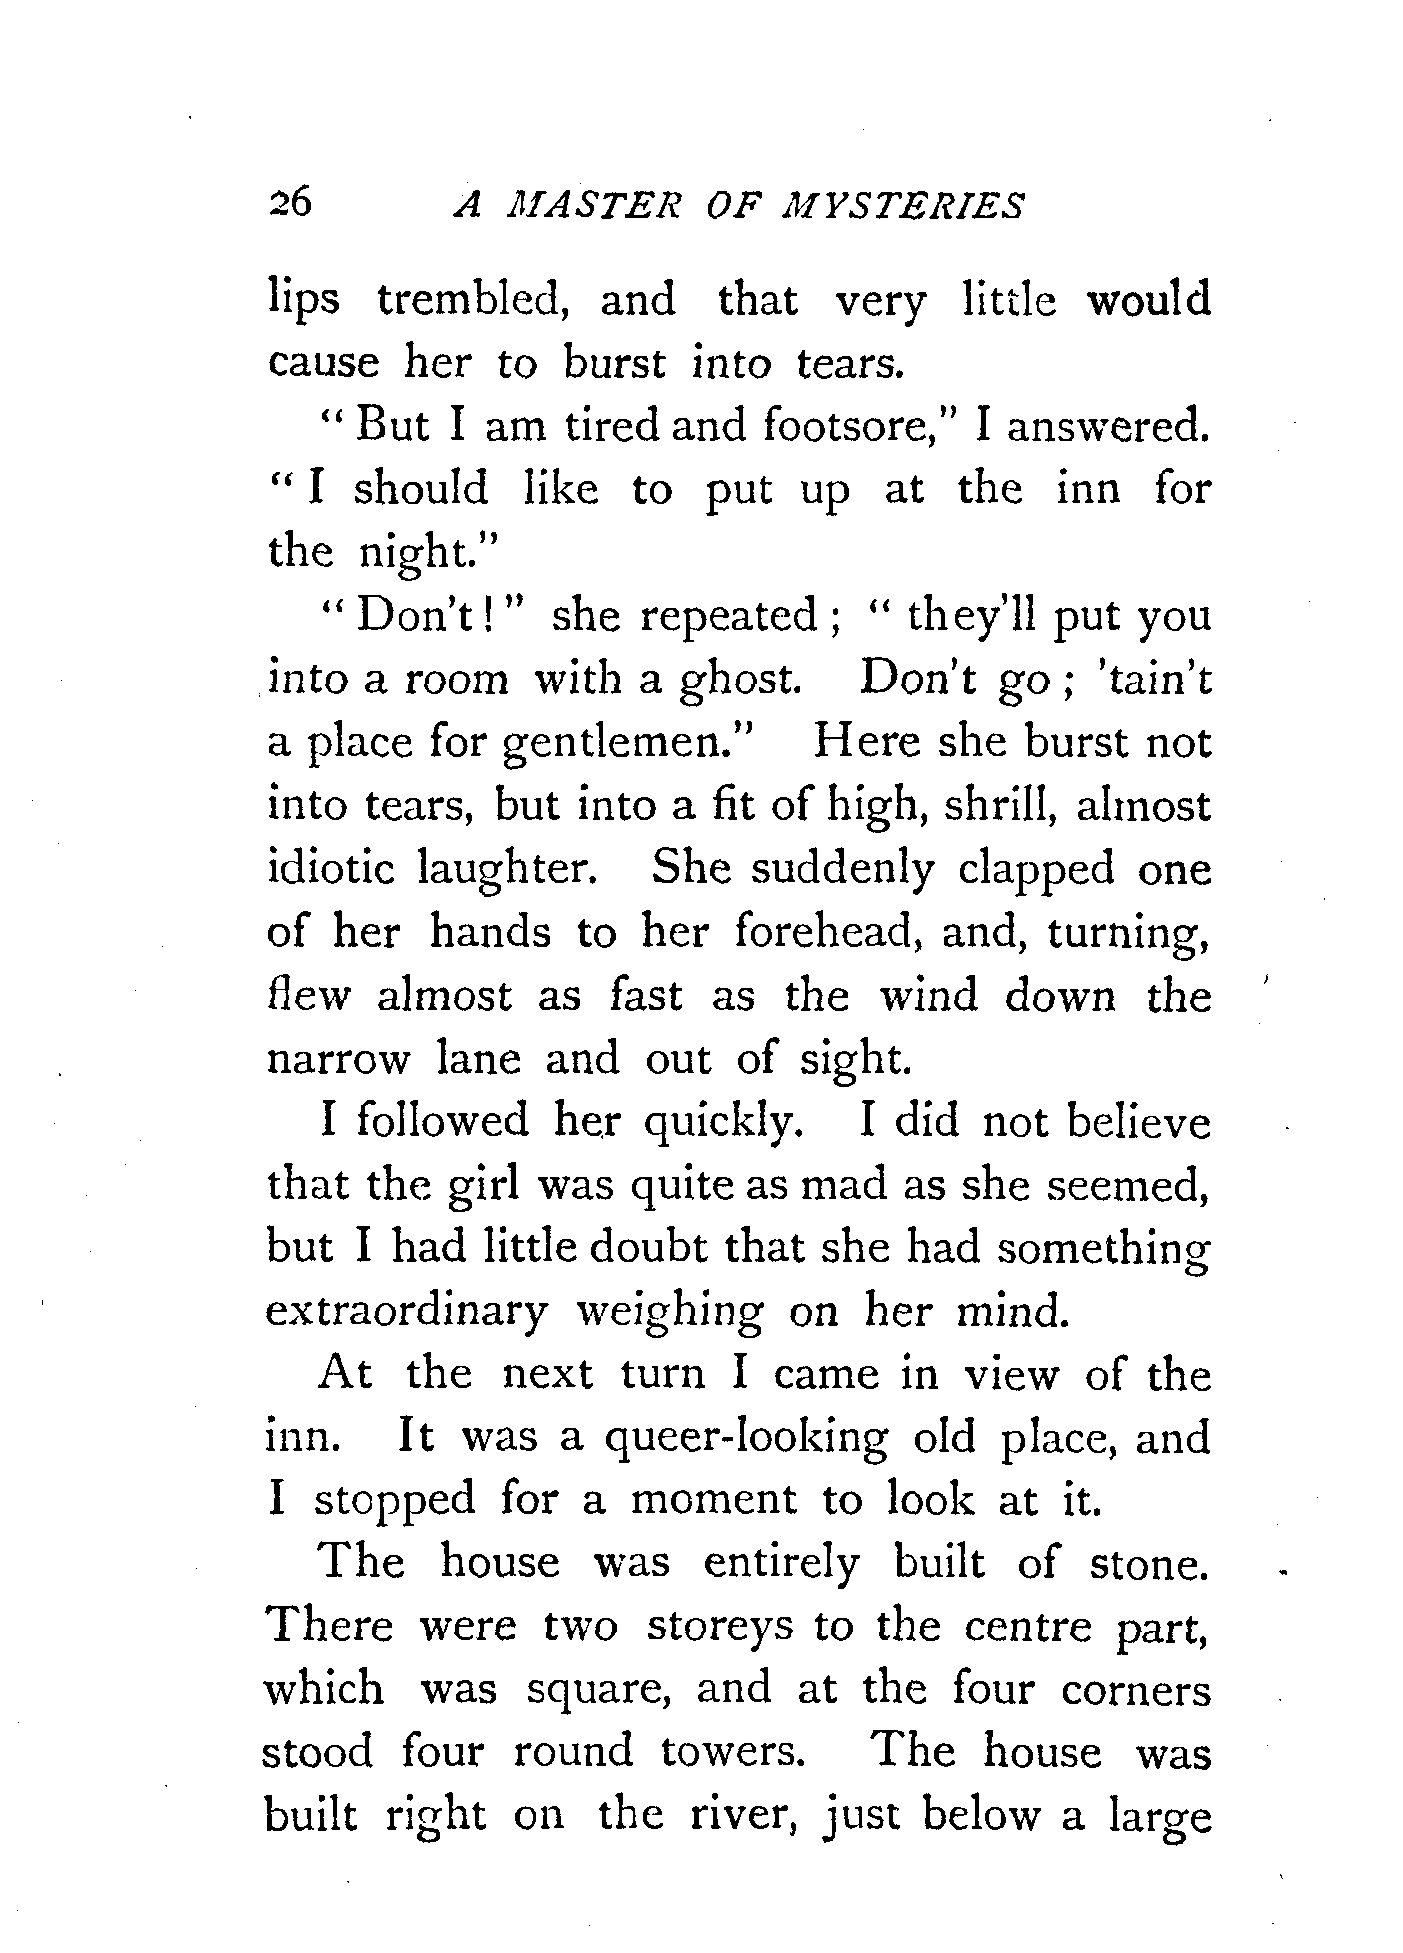 26 A MASTER OF MYSTERIES
lips trembled, and that very little would
cause her to burst into tears.
" But I am tired and footsore," I answered.
" I should like to put up at the inn for
the night."
" Don't ! " she repeated ; " they'll put you
into a room with a ghost. Don't go ; 'tain't
a place for gentlemen." Here she burst not
into tears, but into a fit of high, shrill, almost
idiotic laughter. She suddenly clapped one
of her hands to her forehead, and, turning,
flew almost as fast as the wind down the
narrow lane and out of sight.
I followed her quickly. I did not believe
that the girl was quite as mad as she seemed,
but I had little doubt that she had something
extraordinary weighing on her mind.
At the next turn I came in view of the
inn. It was a queer-looking old place, and
I stopped for a moment to look at it.
The house was entirely built of stone.
There were two storeys to the centre part,
which was square, and at the four corners
stood four round towers. The house was
built right on the river, just below a large